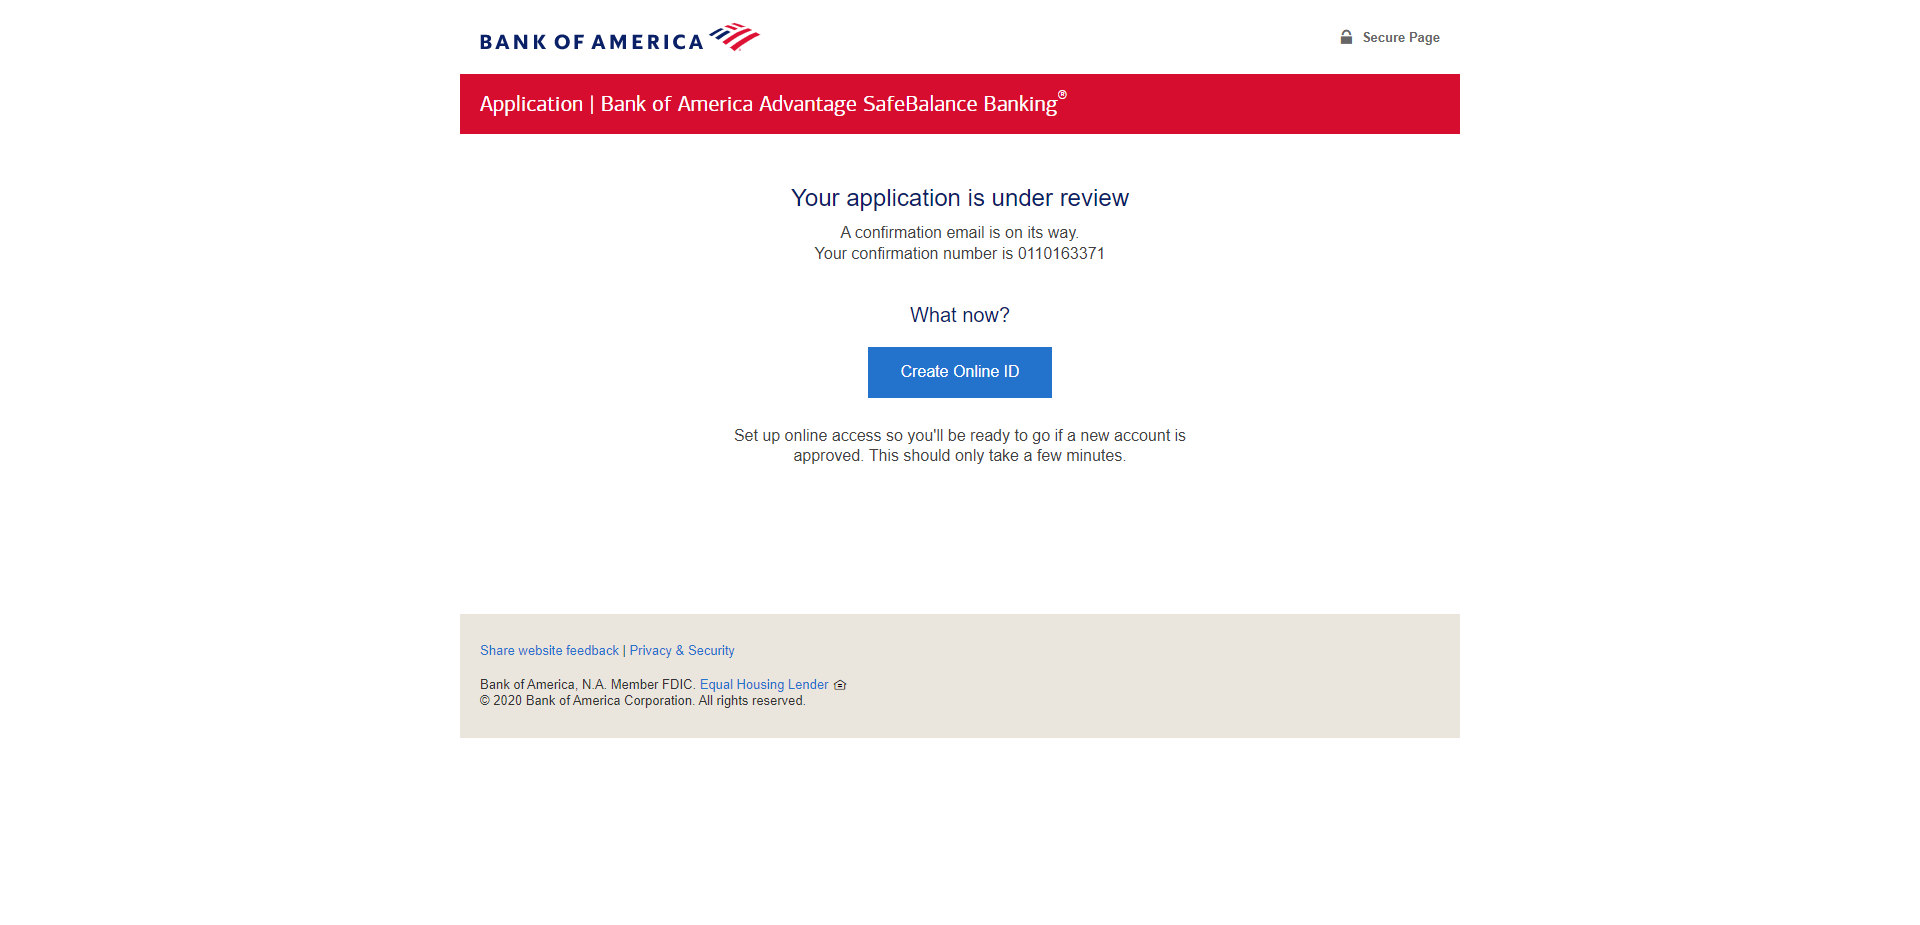 BANK OF AMERICA
Secure Page
Application | Bank of America Advantage SafeBalance Banking®
Your application is under review
A confirmation email is on its way.
Your confirmation number is 0110163371
What now?
Create Online ID
Set up online access so you'll be ready to go if a new account is
approved. This should only take a few minutes.
Share website feedback | Privacy & Security
Bank of America, N.A. Member FDIC. Equal Housing Lender
© 2020 Bank of America Corporation. All rights reserved.